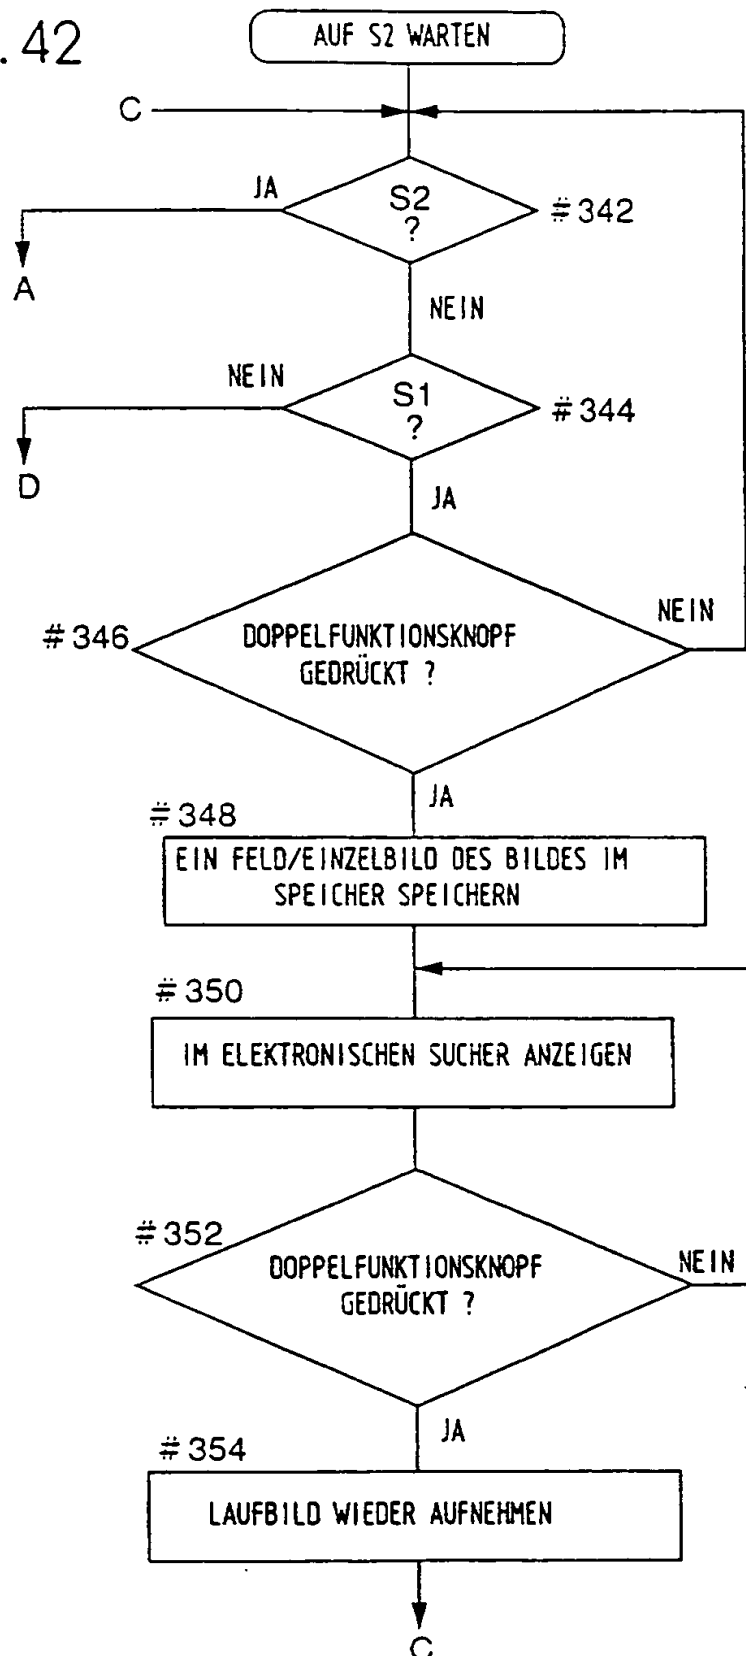 . 42
AUF S2 WARTEN
C
JA
S2
?
#342
A
NEIN
NEIN
S1
?
#344
D
JA
#346
DOPPELFUNKTIONSKNOPF
GEDRÜCKT ?
NEIN
JA
#348
EIN FELD/EINZELBILD DES BILDES IM
SPEICHER SPEICHERN
#350
IM ELEKTRONISCHEN SUCHER ANZEIGEN
#352
DOPPELFUNKTIONSKNOPF
GEDRÜCKT ?
NEIN
JA
#354
LAUFBILD WIEDER AUFNEHMEN
C